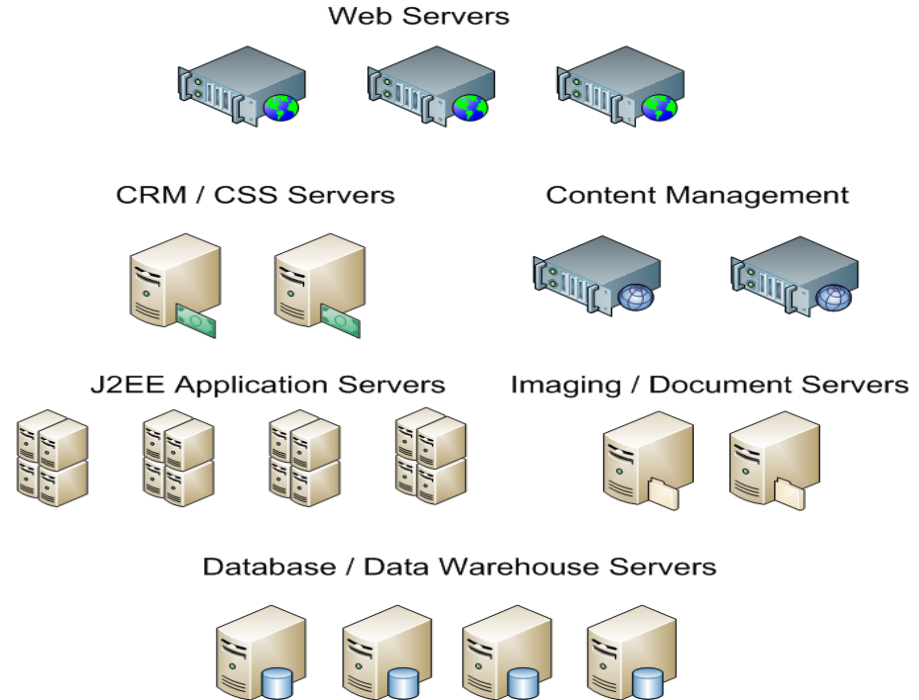 Web Servers
CRM / CSS Servers
Content Management
J2EE Application Servers
Imaging / Document Servers
Database / Data Warehouse Servers